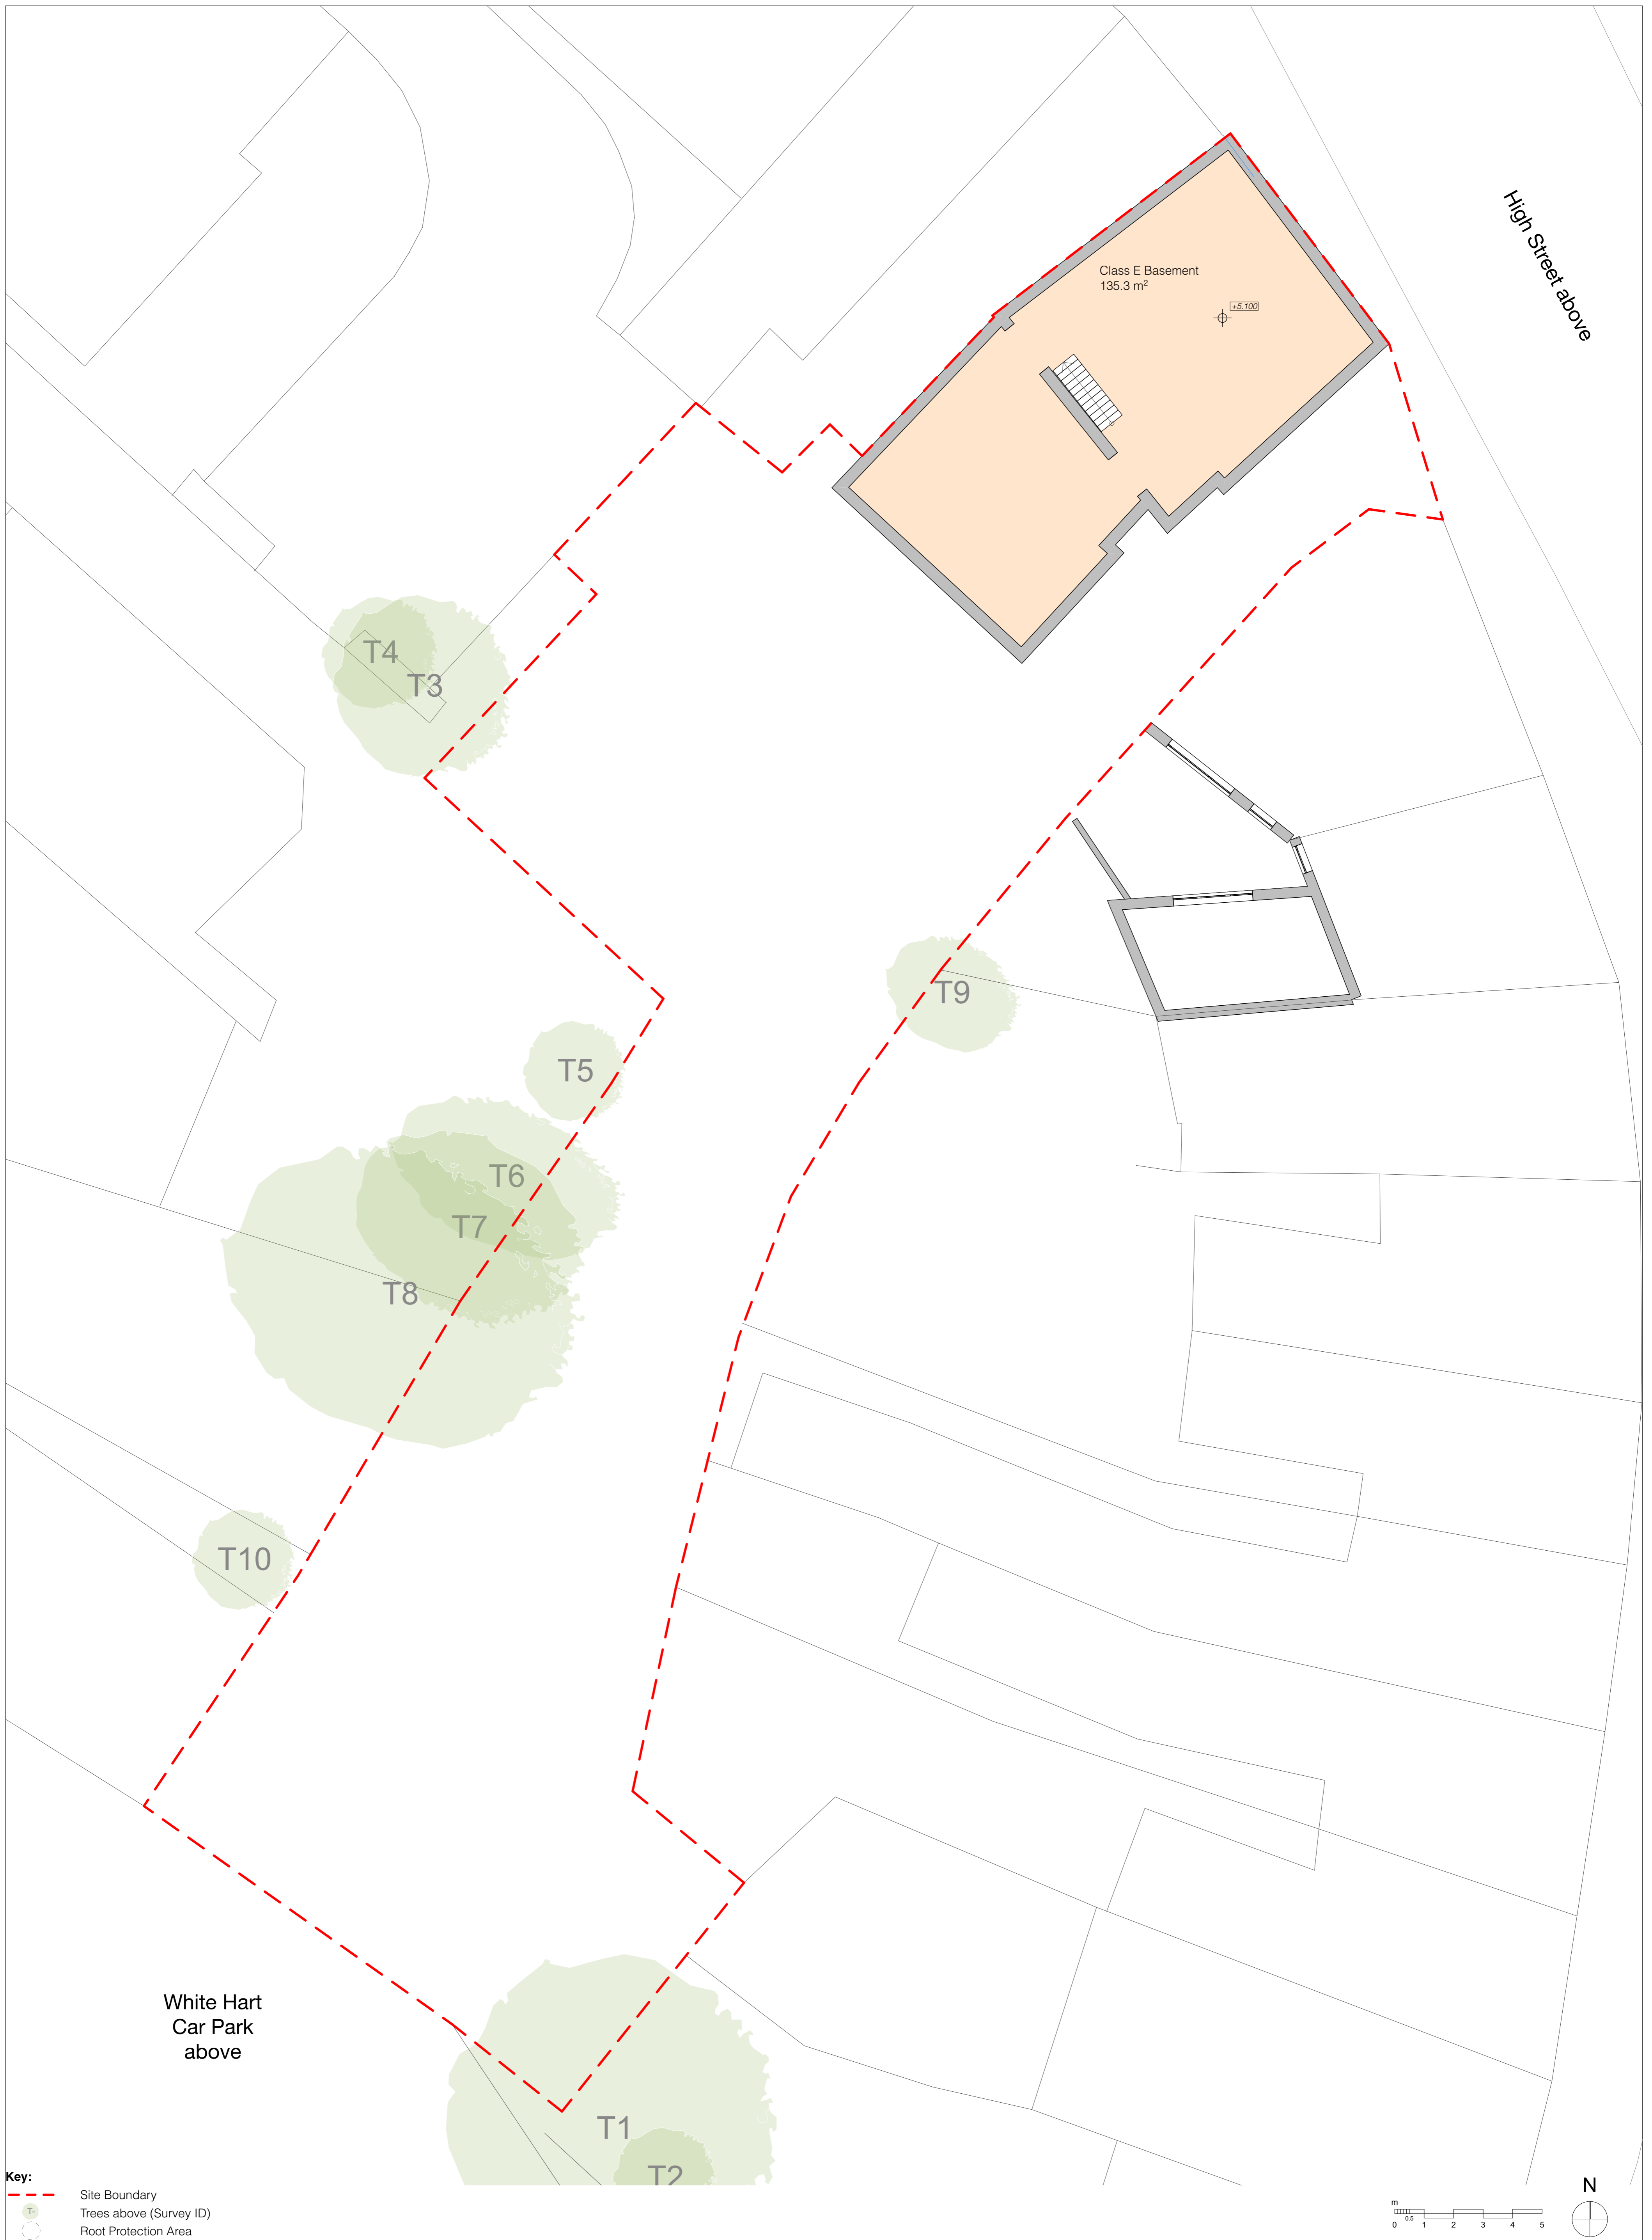 High Street above
Class E Basement
135.3 m²
+5.100
T4
T3
T9
T5
T6
T7
T8
T10
White Hart
Car Park
above
T1
T2
Key:
Site Boundary
T-
Trees above (Survey ID)
Root Protection Area
N
m
0 0.5 1 2 3 4 5